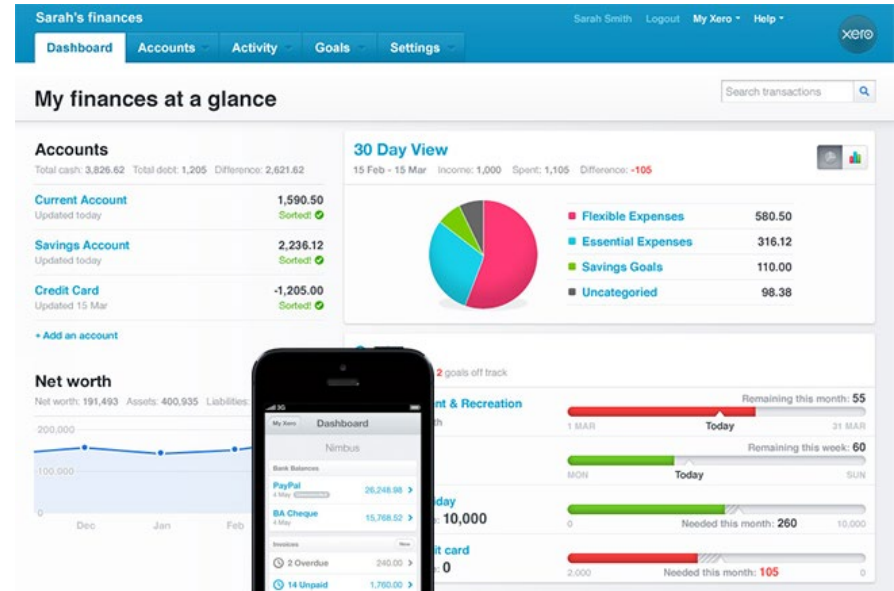 Sarah's finances
Sarah Smith Logout My Xero Help
xero
Dashboard Accounts Activity Goals Settings
My finances at a glance
Search transactions
Accounts
Total cash: 3,826.62 Total debt: 1,205 Difference: 2,621.62
Current Account 1,590.50
Updated today Sorted!
Savings Account 2,236.12
Updated today Sorted!
Credit Card -1,205.00
Updated 15 Mar Sorted!
+ Add an account
Net worth
Net worth: 191,493 Assets: 400,935 Liabilities:
200,000
100,000
0
Dec Jan Feb
30 Day View
15 Feb - 15 Mar Income: 1,000 Spent: 1,105 Difference: -105
Flexible Expenses 580.50
Essential Expenses 316.12
Savings Goals 110.00
Uncategoried 98.38
2 goals off track
& Recreation
Remaining this month: 55
1 MAR Today 31 MAR
Remaining this week: 60
MON Today SUN
10,000
0 Needed this month: 260 10,000
card
0
2,000 Needed this month: 105 0
3G
My Xero Dashboard
Nimbus
Bank Balances
PayPal 26,248.98
4 May
BA Cheque 15,768.52
4 May
Invoices New
2 Overdue 240.00
14 Unpaid 1,760.00